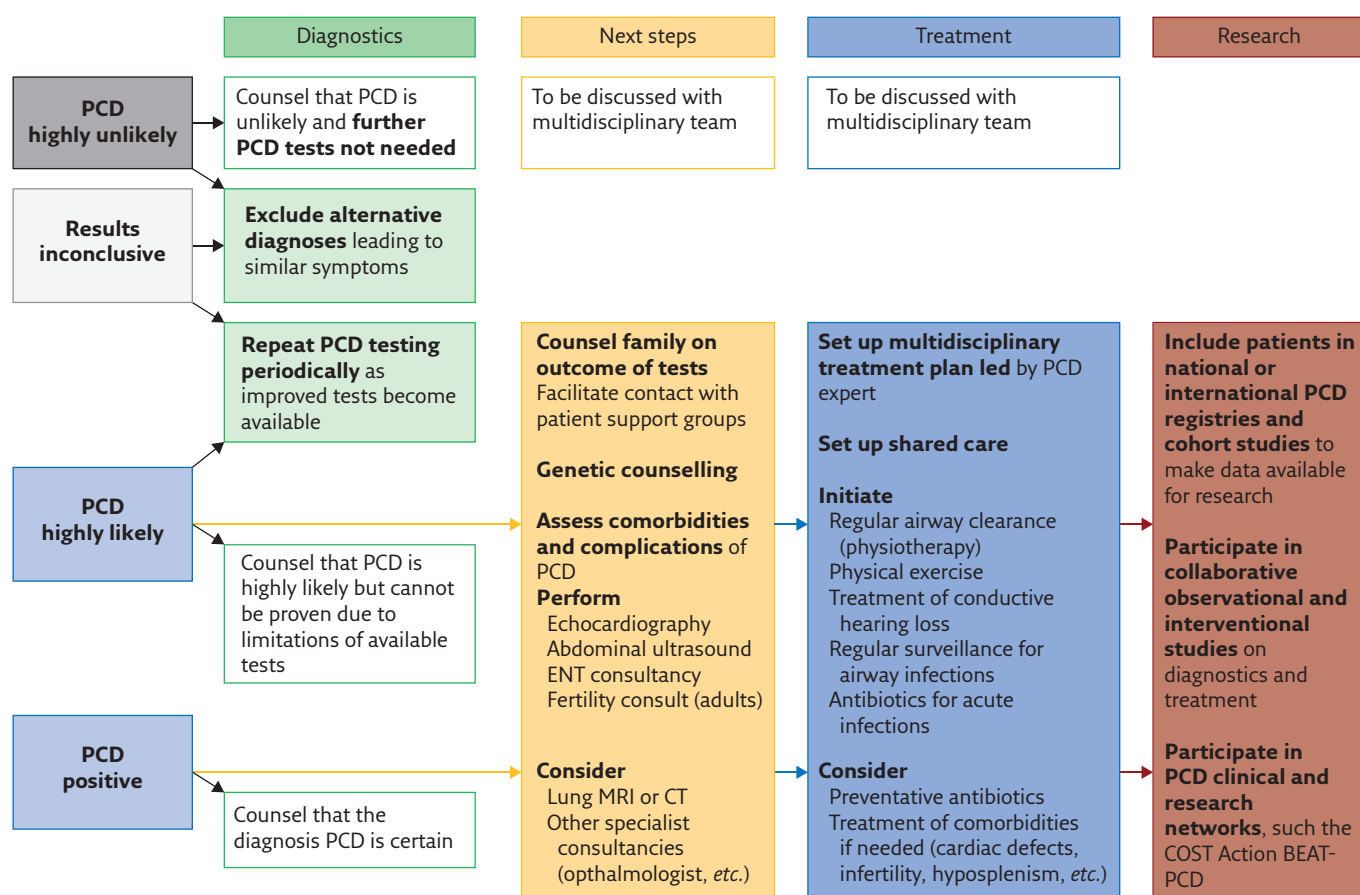 Diagnostics
Next steps
Treatment
Research
PCD
highly unlikely
Counsel that PCD is
unlikely and further
PCD tests not needed
To be discussed with
multidisciplinary team
To be discussed with
multidisciplinary team
Results
inconclusive
Exclude alternative
diagnoses leading to
similar symptoms
Repeat PCD testing
periodically as
improved tests become
available
PCD
highly likely
Counsel that PCD is
highly likely but cannot
be proven due to
limitations of available
tests
PCD
positive
Counsel that the
diagnosis PCD is certain
Counsel family on
outcome of tests
Facilitate contact with
patient support groups
Genetic counselling
Assess comorbidities
and complications of
PCD
Perform
Echocardiography
Abdominal ultrasound
ENT consultancy
Fertility consult (adults)
Consider
Lung MRI or CT
Other specialist
consultancies
(opthalmologist, etc.)
Set up multidisciplinary
treatment plan led by PCD
expert
Set up shared care
Initiate
Regular airway clearance
(physiotherapy)
Physical exercise
Treatment of conductive
hearing loss
Regular surveillance for
airway infections
Antibiotics for acute
infections
Consider
Preventative antibiotics
Treatment of comorbidities
if needed (cardiac defects,
infertility, hyposplenism, etc.)
Include patients in
national or
international PCD
registries and
cohort studies to
make data available
for research
Participate in
collaborative
observational and
interventional
studies on
diagnostics and
treatment
Participate in
PCD clinical and
research
networks, such the
COST Action BEAT-
PCD